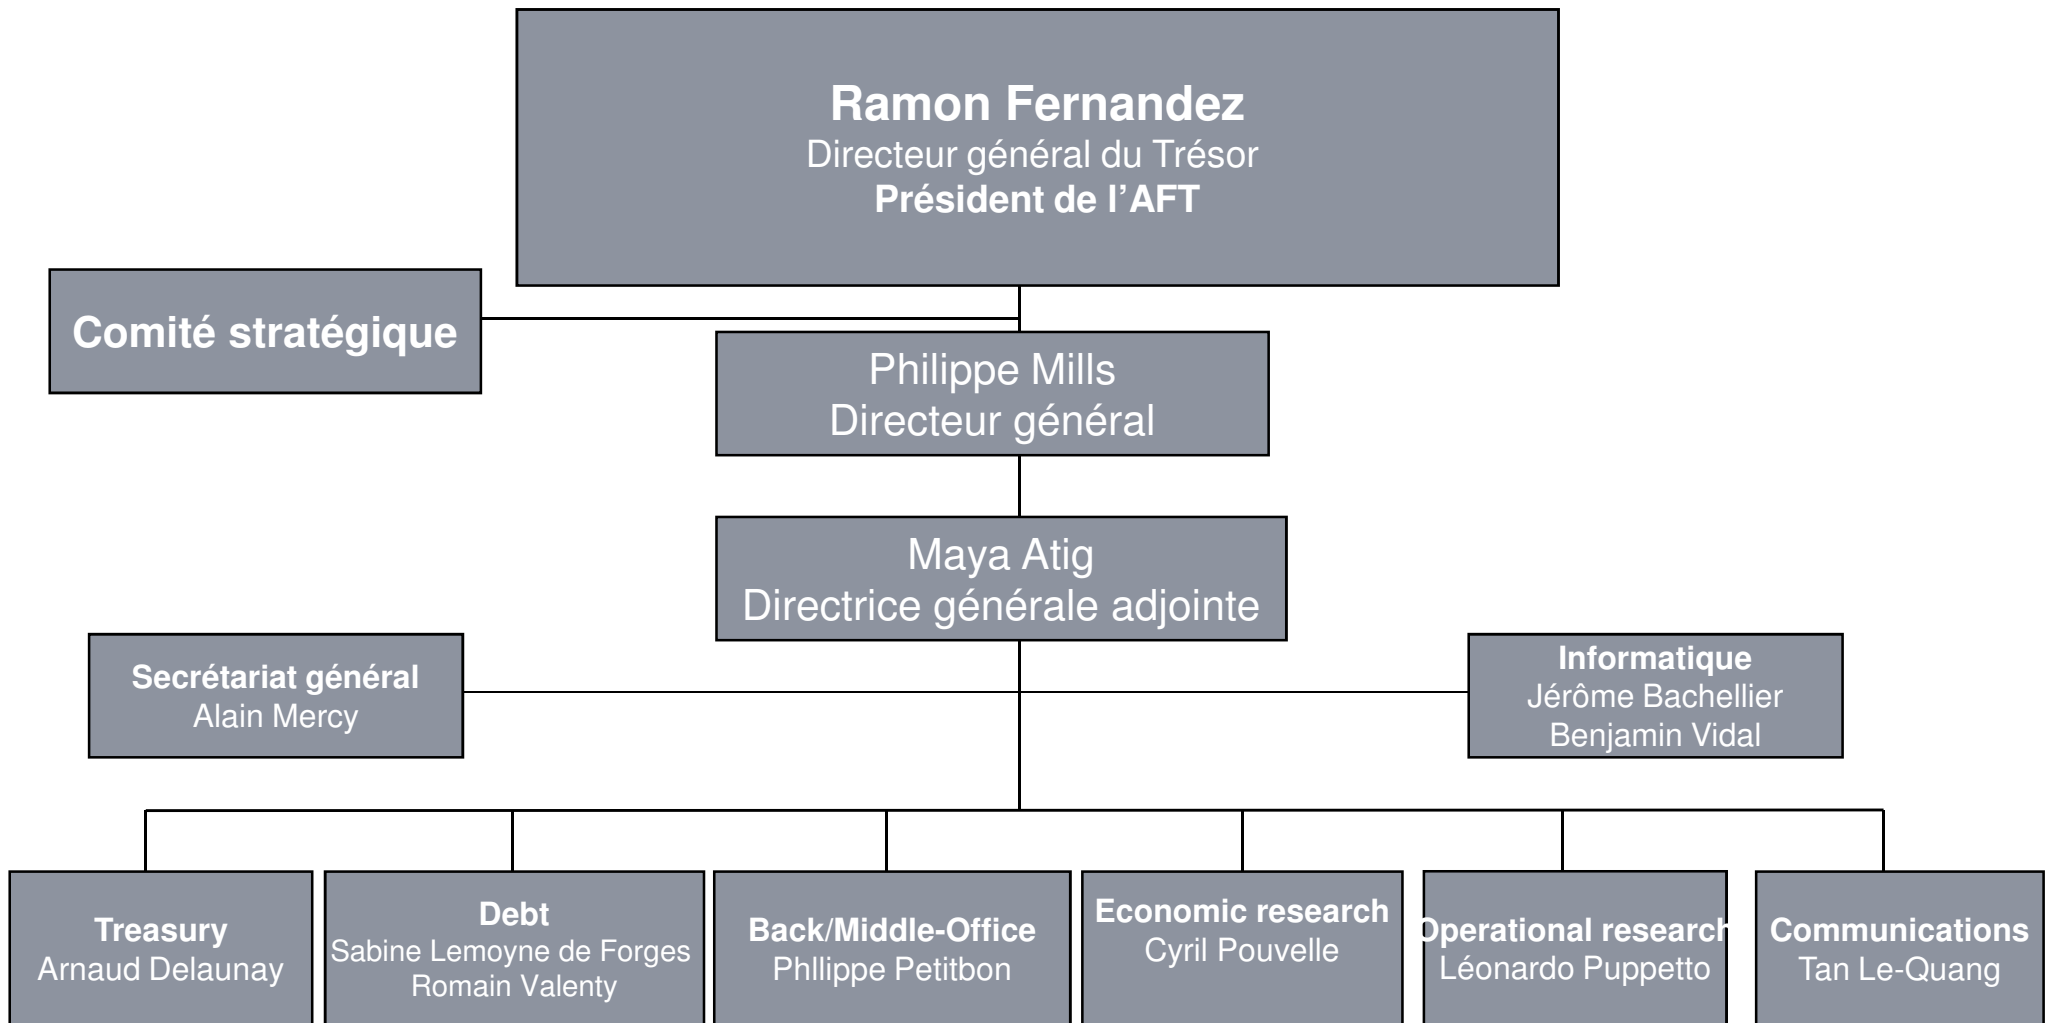 Ramon Fernandez
Directeur général du Trésor
Président de l’AFT
Comité stratégique
Philippe Mills
Directeur général
Maya Atig
Directrice générale adjointe
Secrétariat général
Alain Mercy
Informatique
Jérôme Bachellier
Benjamin Vidal
Treasury
Arnaud Delaunay
Debt
Sabine Lemoyne de Forges
Romain Valenty
Back/Middle-Office
PhIlippe Petitbon
Economic research
Cyril Pouvelle
Operational research
Léonardo Puppetto
Communications
Tan Le-Quang